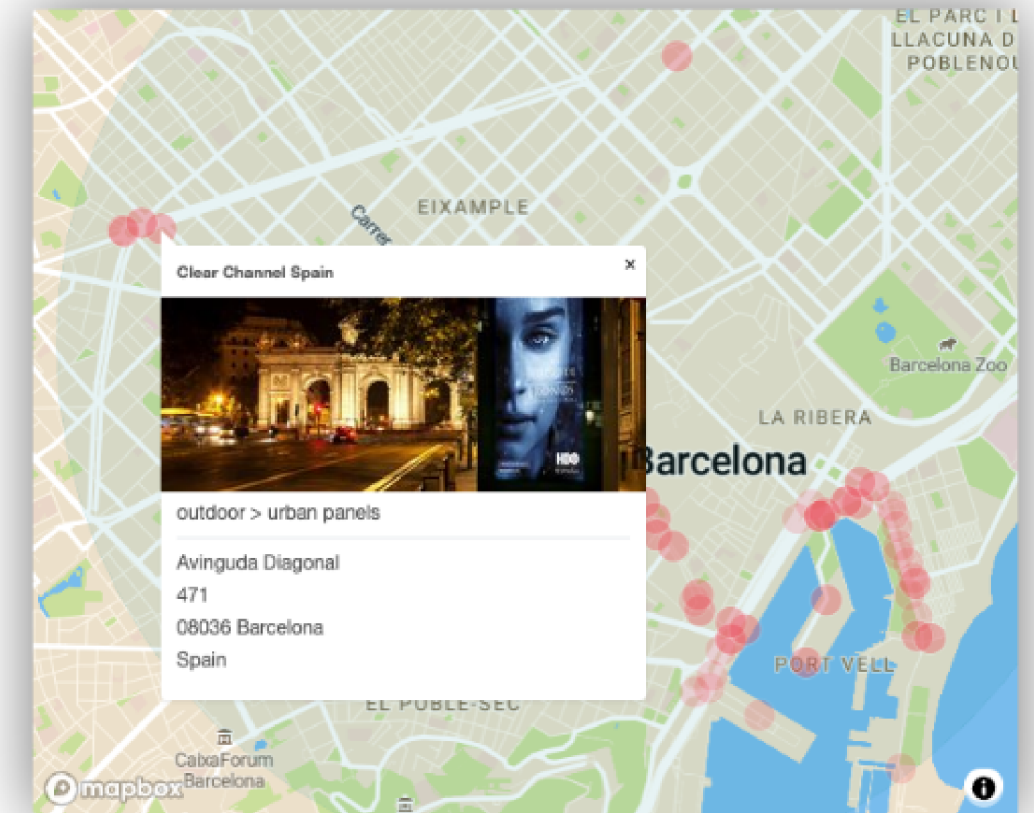 EL PARC I L
LLACUNA D
POBLENOU
EIXAMPLE
Carrer
Clear Channel Spain
×
HBO
outdoor > urban panels
Avinguda Diagonal
471
08036 Barcelona
Spain
Barcelona Zoo
LA RIBERA
Barcelona
PORT VELL
EL POBLE-SEC
CaixaForum
Barcelona
mapbox